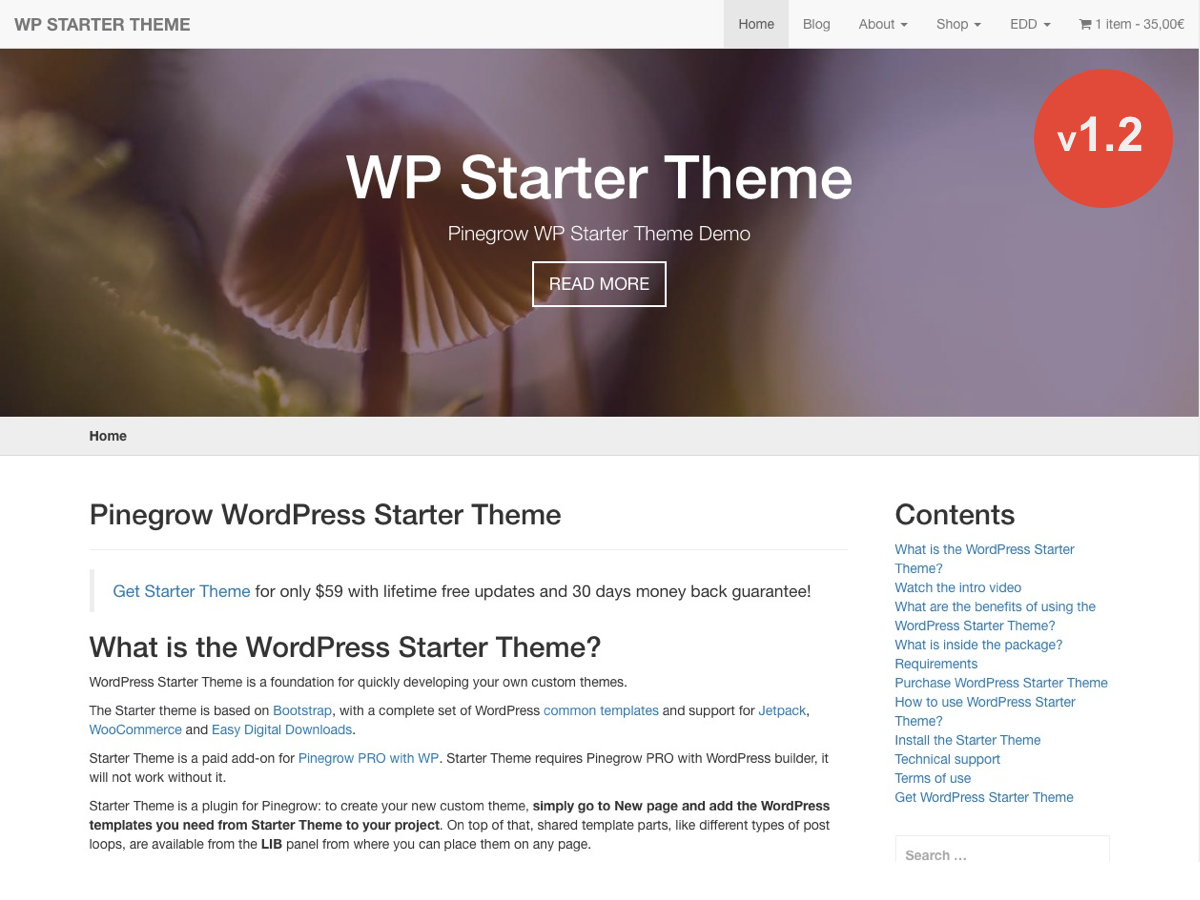 WP STARTER THEME
Home Blog About Shop EDD 1 item - 35,00€
v1.2
WP Starter Theme
Pinegrow WP Starter Theme Demo
READ MORE
Home
Pinegrow WordPress Starter Theme
Get Starter Theme for only $59 with lifetime free updates and 30 days money back guarantee!
What is the WordPress Starter Theme?
WordPress Starter Theme is a foundation for quickly developing your own custom themes.
The Starter theme is based on Bootstrap, with a complete set of WordPress common templates and support for Jetpack,
WooCommerce and Easy Digital Downloads.
Starter Theme is a paid add-on for Pinegrow PRO with WP. Starter Theme requires Pinegrow PRO with WordPress builder, it
will not work without it.
Starter Theme is a plugin for Pinegrow: to create your new custom theme, simply go to New page and add the WordPress
templates you need from Starter Theme to your project. On top of that, shared template parts, like different types of post
loops, are available from the LIB panel from where you can place them on any page.
Contents
What is the WordPress Starter
Theme?
Watch the intro video
What are the benefits of using the
WordPress Starter Theme?
What is inside the package?
Requirements
Purchase WordPress Starter Theme
How to use WordPress Starter
Theme?
Install the Starter Theme
Technical support
Terms of use
Get WordPress Starter Theme
Search ...